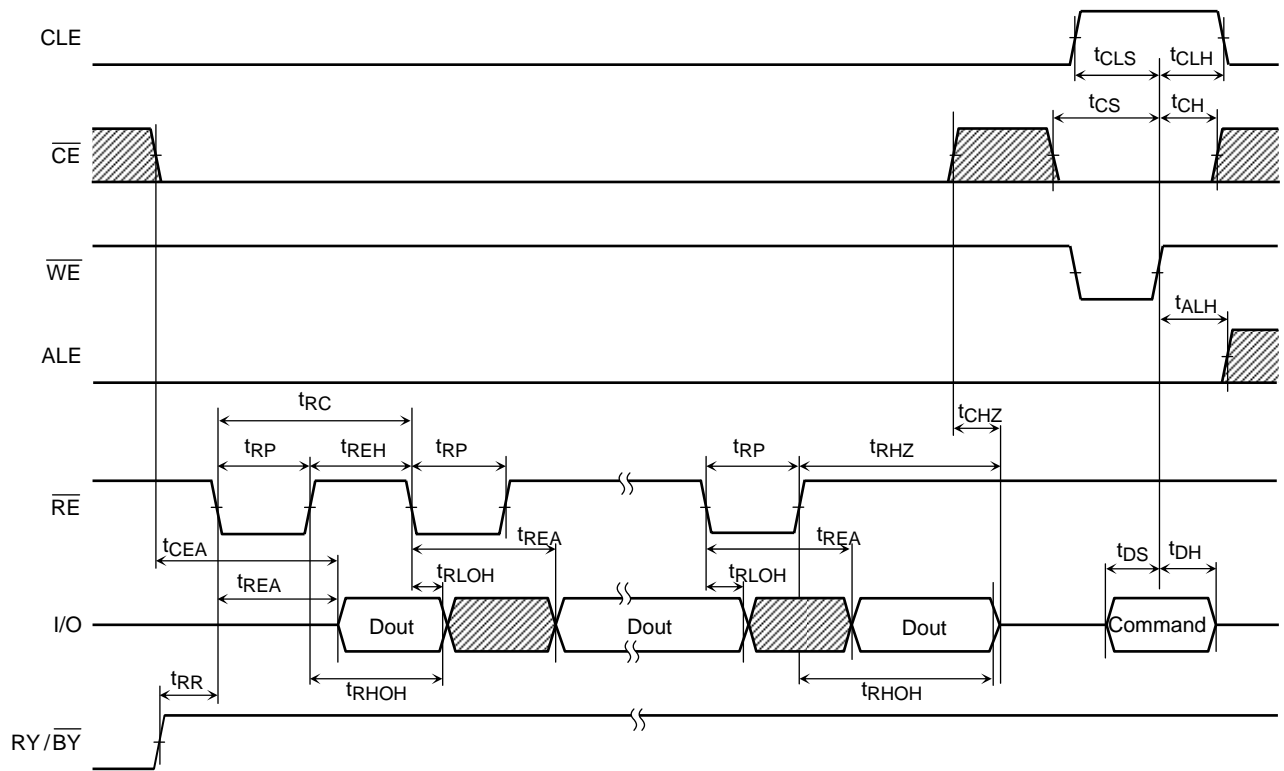 CLE
tCLS tCLH
tCS tCH
CE
WE
tALH
ALE
tRC
tCHZ
tRP tREH tRP tRP tRHZ
RE
tCEA tREA tREA tDS tDH
tREA tRLOH tRLOH
I/O Dout Dout Dout Command
tRR tRHOH tRHOH
RY/BY